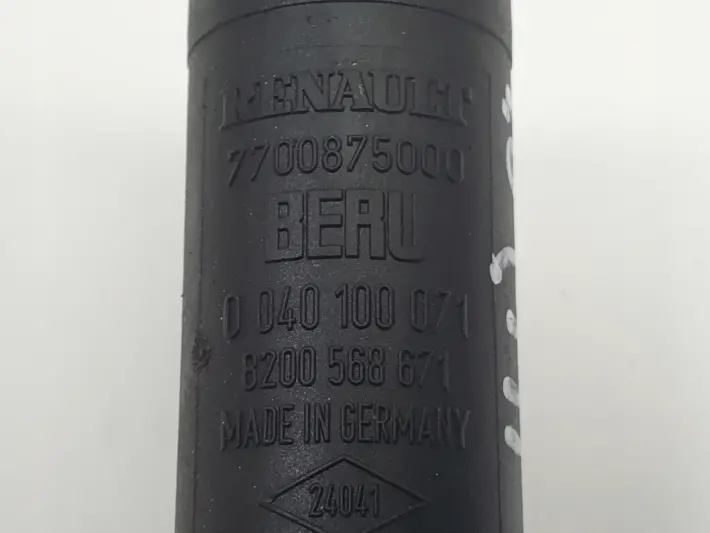 RENAULT
7700875000
BERU
0 040 100 071
8200 568 671
MADE IN GERMANY
24041